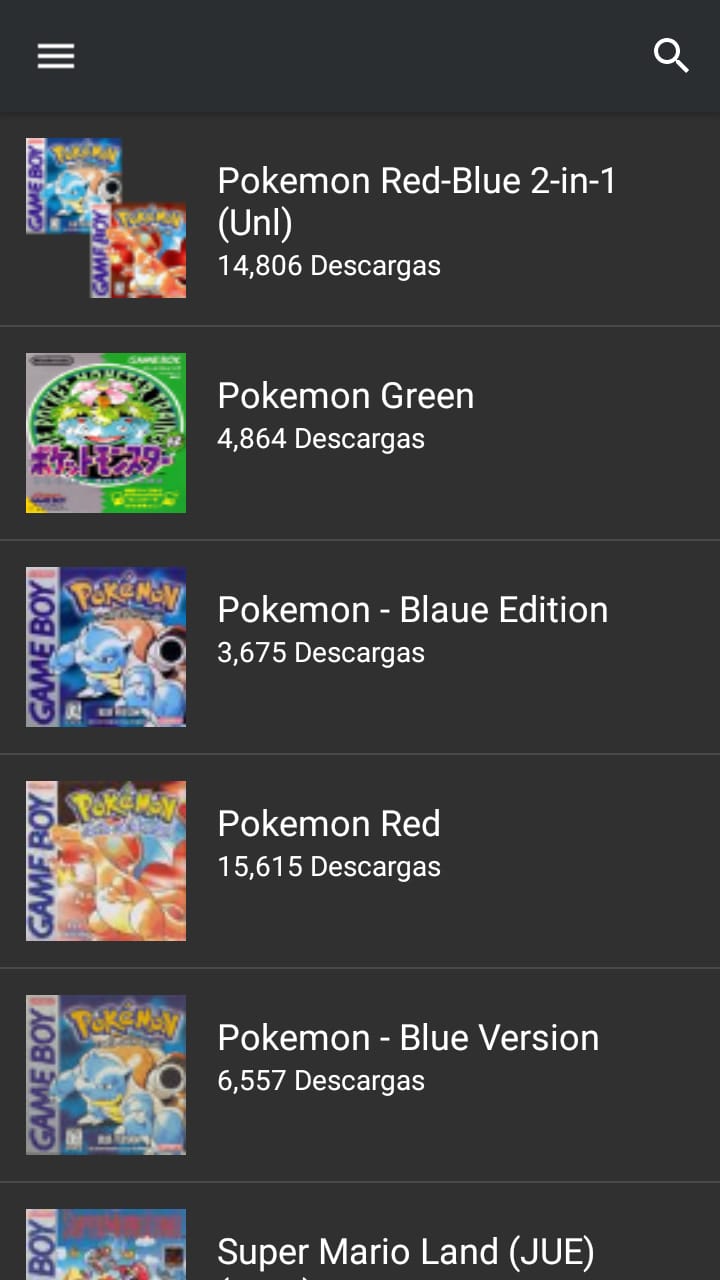 GAME BOY
POKéMON
GAME BOY
POKéMON
Pokemon Red-Blue 2-in-1
(Unl)
14,806 Descargas
GAME BOY
ポケットモンスター
Pokemon Green
4,864 Descargas
GAME BOY
POKéMON
Pokemon - Blaue Edition
3,675 Descargas
GAME BOY
POKéMON
Pokemon Red
15,615 Descargas
GAME BOY
POKéMON
Pokemon - Blue Version
6,557 Descargas
BOY
Super Mario Land (JUE)